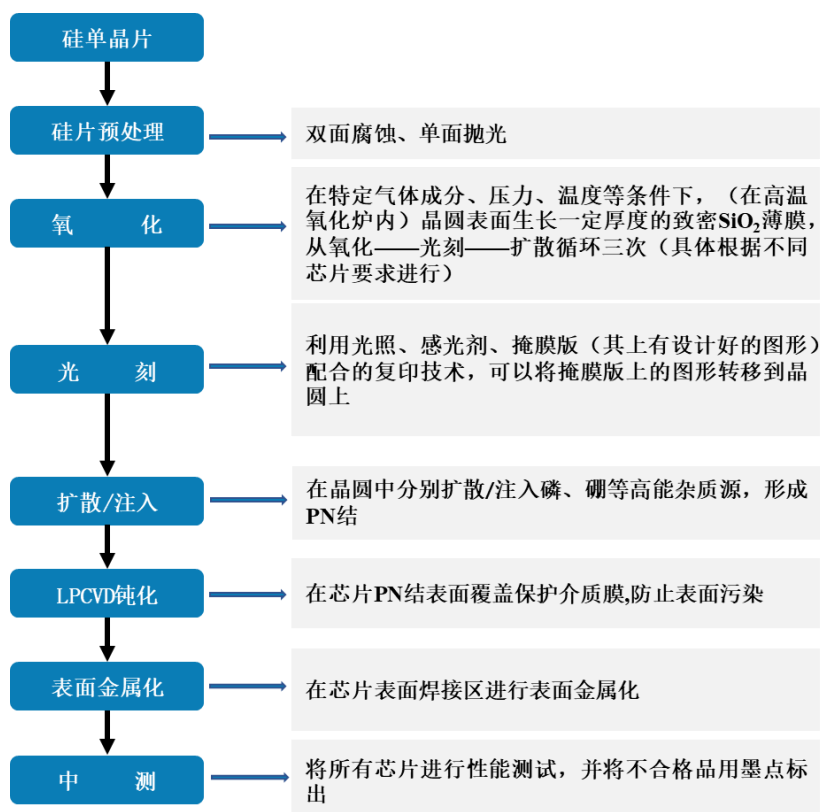 硅单晶片
硅片预处理
双面腐蚀、单面抛光
氧 化
在特定气体成分、压力、温度等条件下，（在高温
氧化炉内）晶圆表面生长一定厚度的致密SiO₂薄膜，
从氧化——光刻——扩散循环三次（具体根据不同
芯片要求进行）
光 刻
利用光照、感光剂、掩膜版（其上有设计好的图形）
配合的复印技术，可以将掩膜版上的图形转移到晶
圆上
扩散/注入
在晶圆中分别扩散/注入磷、硼等高能杂质源，形成
PN结
LPCVD钝化
在芯片PN结表面覆盖保护介质膜,防止表面污染
表面金属化
在芯片表面焊接区进行表面金属化
中 测
将所有芯片进行性能测试，并将不合格品用墨点标
出